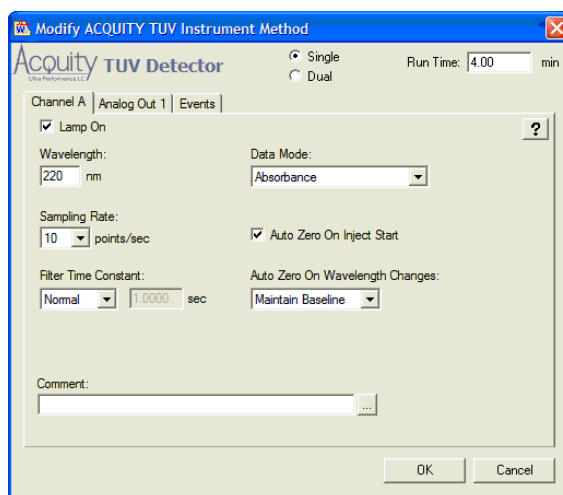 Modify ACQUITY TUV Instrument Method
Acquity
Ultra Performance LC
TUV Detector
Single
Dual
Run Time: 4.00 min
Channel A Analog Out 1 Events
Lamp On
?
Wavelength: Data Mode:
220 nm Absorbance
Sampling Rate:
10 points/sec Auto Zero On Inject Start
Filter Time Constant: Auto Zero On Wavelength Changes:
Normal 1.0000 sec Maintain Baseline
Comment:
...
OK Cancel